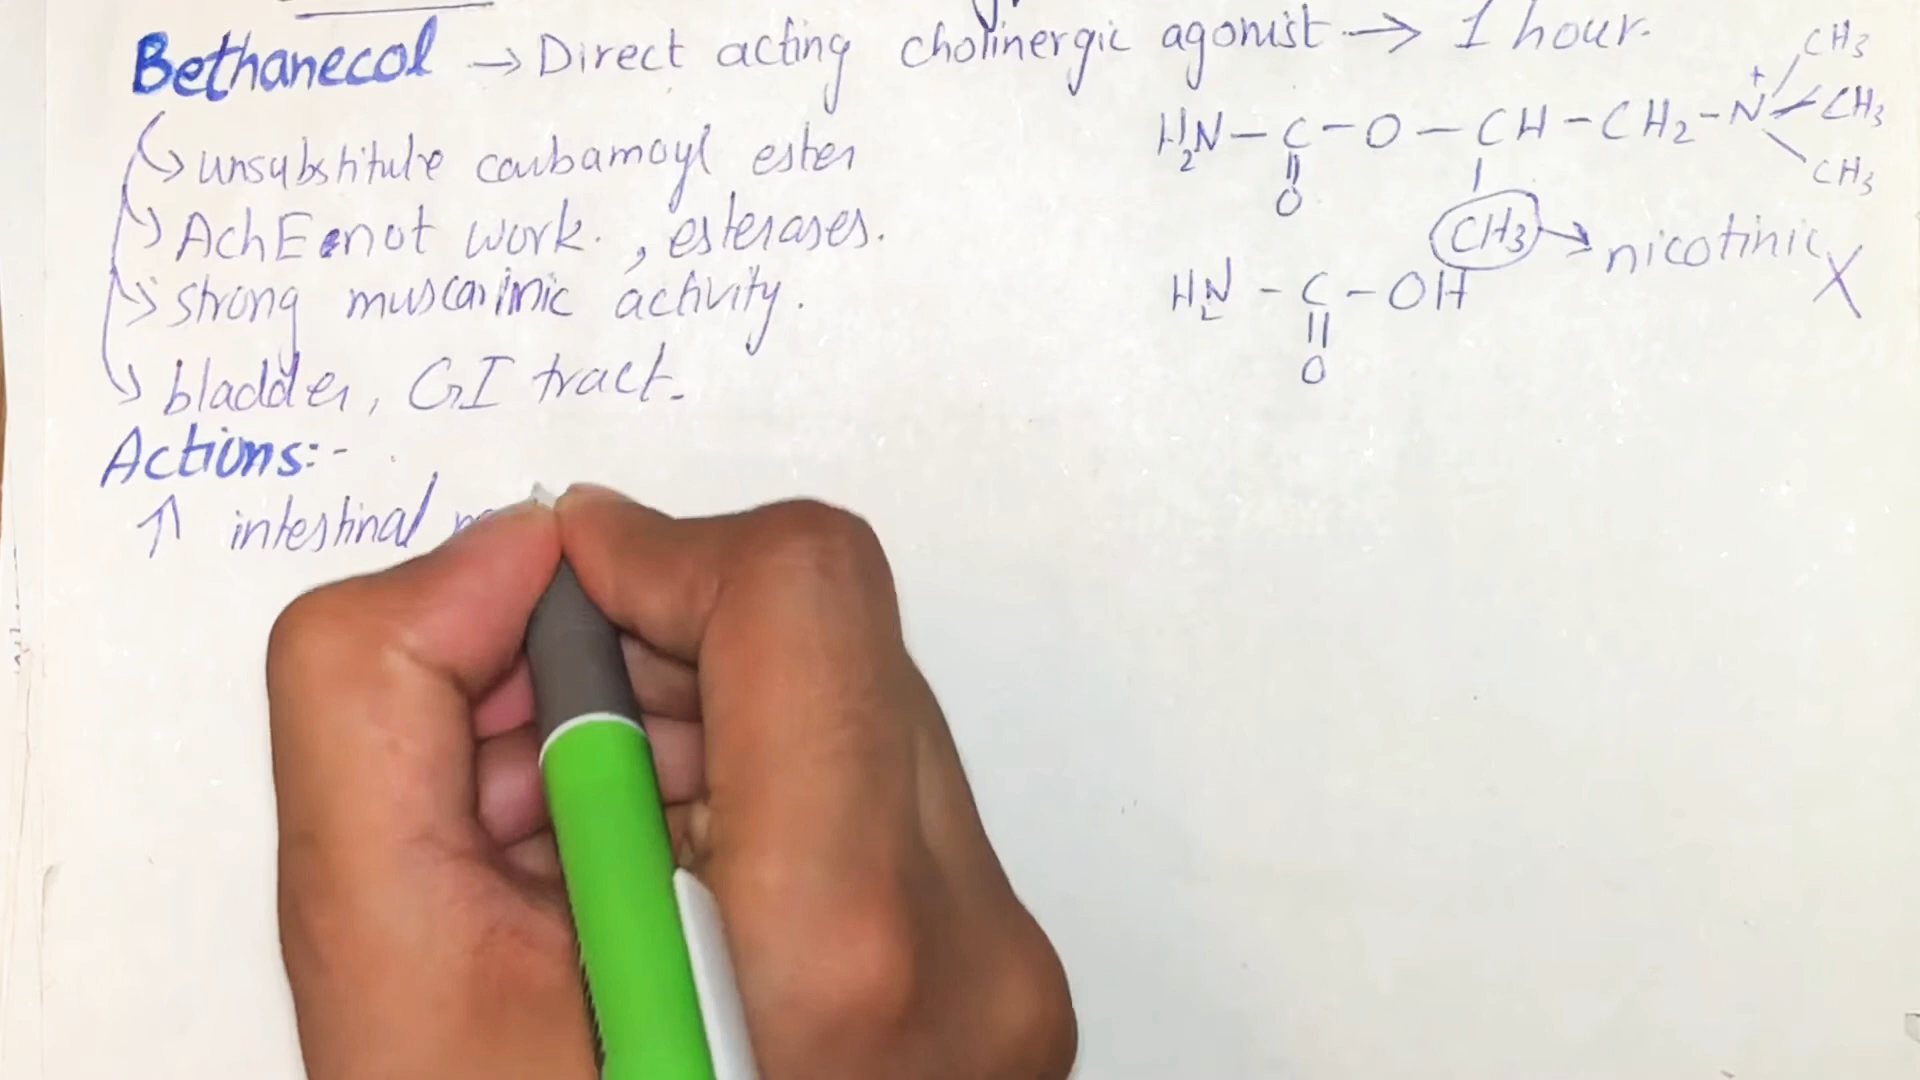 Bethanecol → Direct acting cholinergic agonist → 1 hour.
↳ unsubstitute carbamoyl ester
↳ AchE not work. , esterases.
↳ strong muscarinic activity.
↳ bladder, GI tract.
Actions:-
↑ intestinal
H2N - C - O - CH - CH2 - N+
CH3
CH3
CH3
O
CH3 → nicotinic X
H2N - C - OH
O